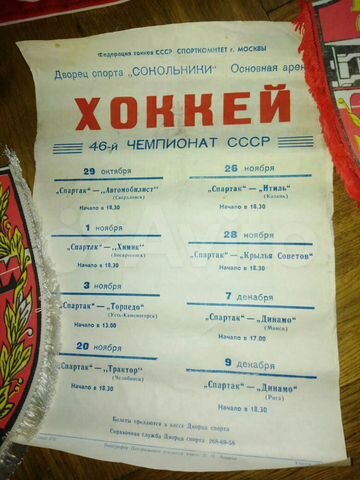 Федерация хоккея СССР СПОРТКОМИТЕТ г. МОСКВЫ
Дворец спорта „СОКОЛЬНИКИ“ Основная арена
ХОККЕЙ
46-й ЧЕМПИОНАТ СССР
29 октября
„Спартак“ — „Автомобилист“
(Свердловск)
Начало в 18.30
1 ноября
„Спартак“ — „Химик“
(Воскресенск)
Начало в 18.30
3 ноября
„Спартак“ — „Торпедо“
(Усть-Каменогорск)
Начало в 13.00
20 ноября
„Спартак“ — „Трактор“
(Челябинск)
Начало в 18.30
26 ноября
„Спартак“ — „Итиль“
(Казань)
Начало в 18.30
28 ноября
„Спартак“ — „Крылья Советов“
Начало в 18.30
7 декабря
„Спартак“ — „Динамо“
(Минск)
Начало в 17.00
9 декабря
„Спартак“ — „Динамо“
(Рига)
Начало в 18.30
Билеты продаются в кассе Дворца спорта
Справочная служба Дворца спорта 268-69-58